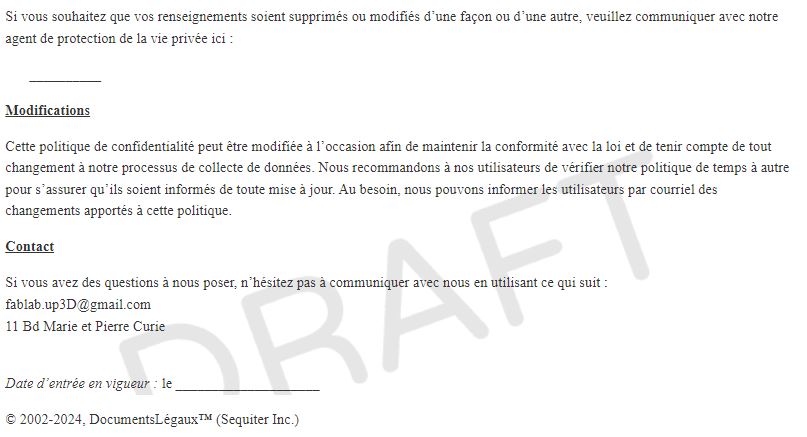 Si vous souhaitez que vos renseignements soient supprimés ou modifiés d’une façon ou d’une autre, veuillez communiquer avec notre
agent de protection de la vie privée ici :
__________
Modifications
Cette politique de confidentialité peut être modifiée à l’occasion afin de maintenir la conformité avec la loi et de tenir compte de tout
changement à notre processus de collecte de données. Nous recommandons à nos utilisateurs de vérifier notre politique de temps à autre
pour s’assurer qu’ils soient informés de toute mise à jour. Au besoin, nous pouvons informer les utilisateurs par courriel des
changements apportés à cette politique.
Contact
Si vous avez des questions à nous poser, n’hésitez pas à communiquer avec nous en utilisant ce qui suit :
fablab.up3D@gmail.com
11 Bd Marie et Pierre Curie
Date d’entrée en vigueur : le ____________________
© 2002-2024, DocumentsLégaux™ (Sequiter Inc.)
DRAFT